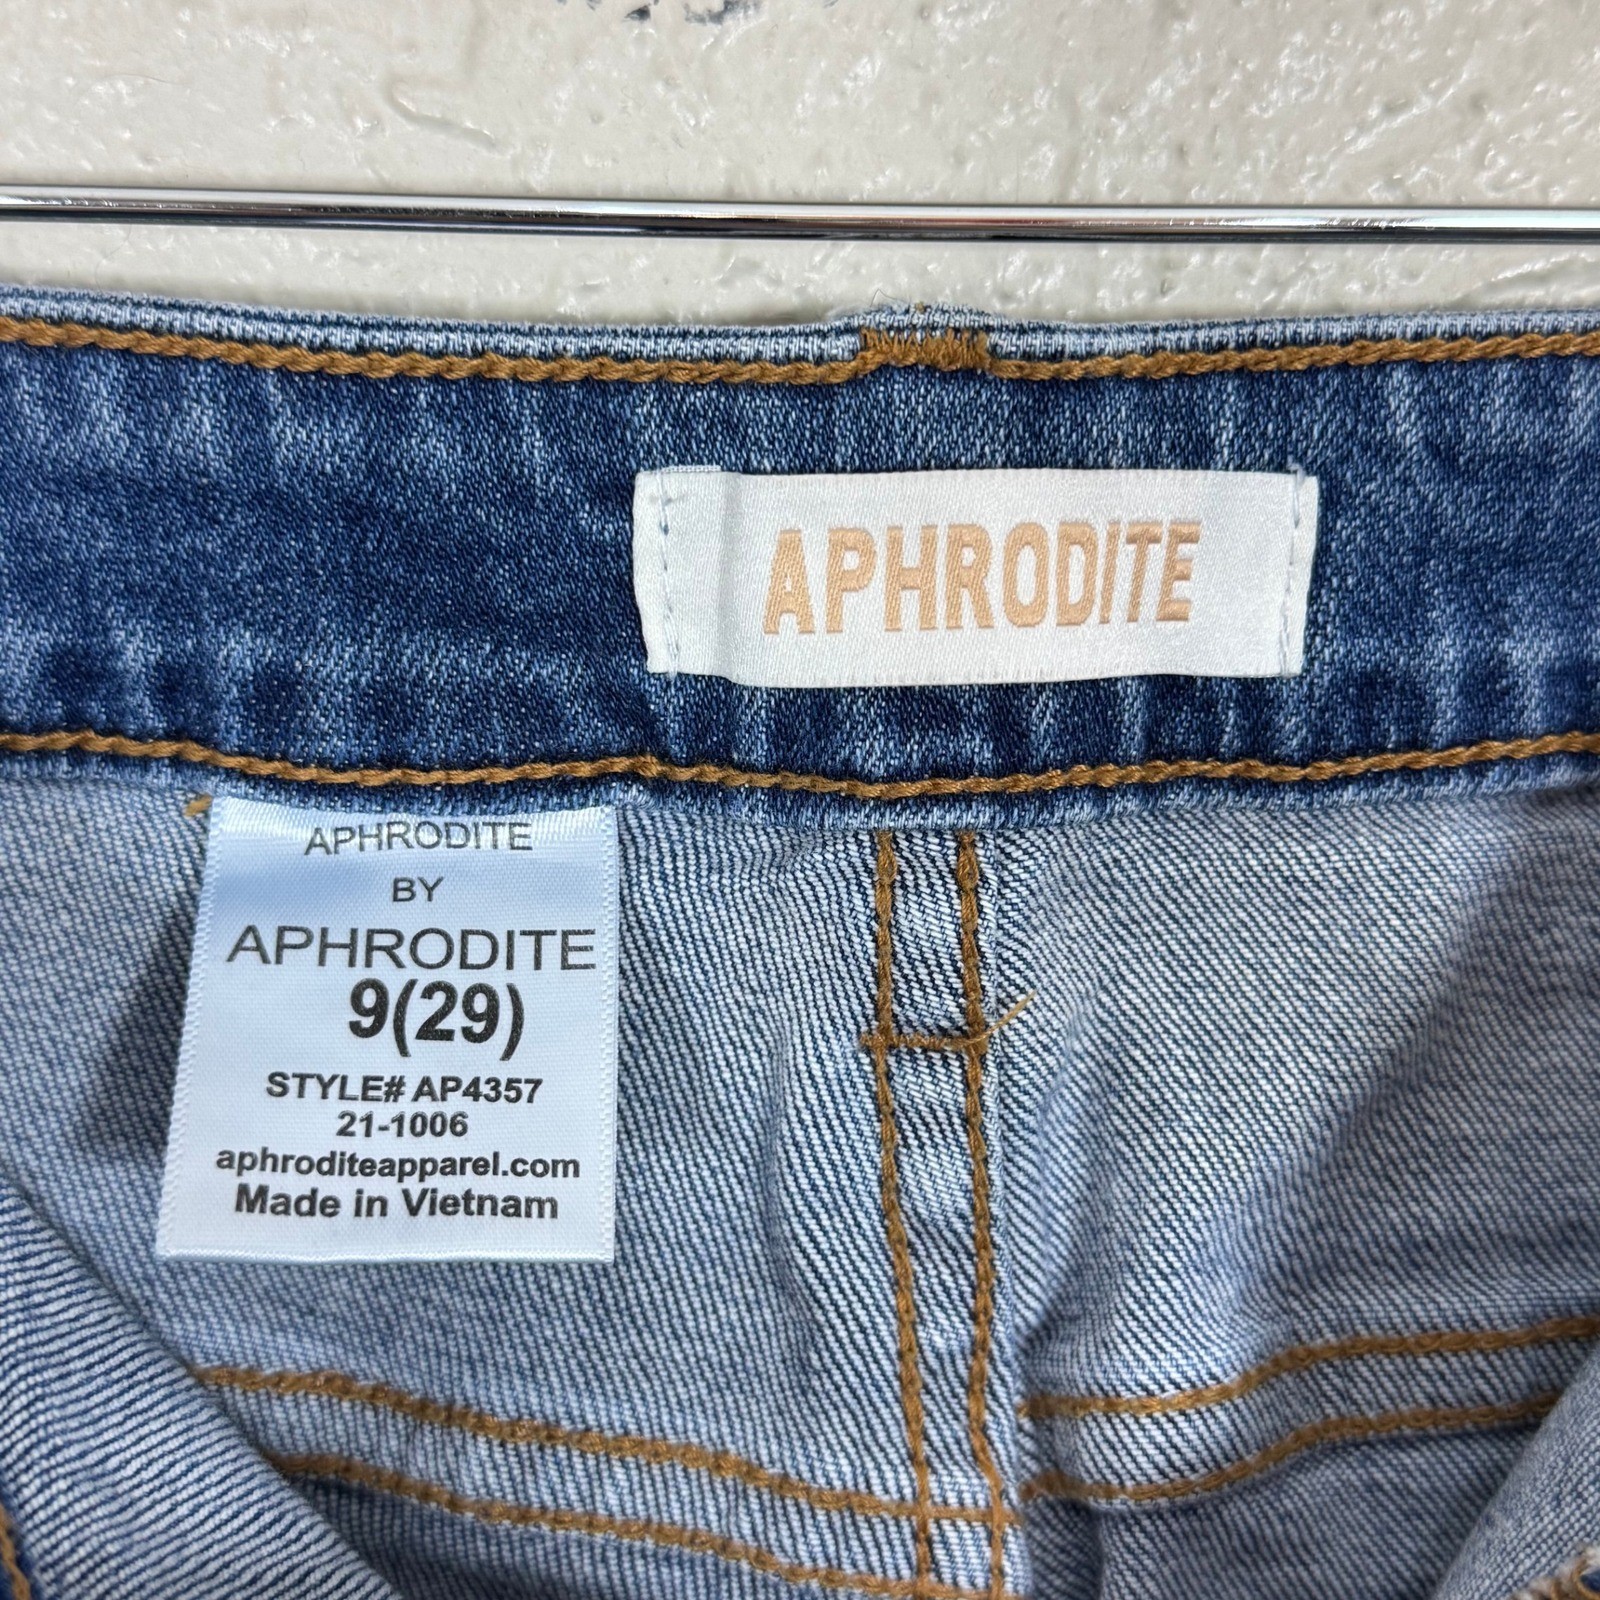 APHRODITE
APHRODITE
BY
APHRODITE
9(29)
STYLE# AP4357
21-1006
aphroditeapparel.com
Made in Vietnam